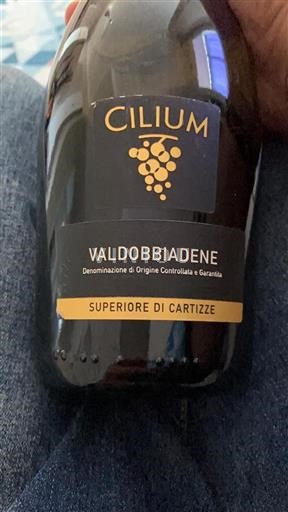 CILIUM
VALDOBBIADENE
Denominazione di Origine Controllata e Garantita
SUPERIORE DI CARTIZZE